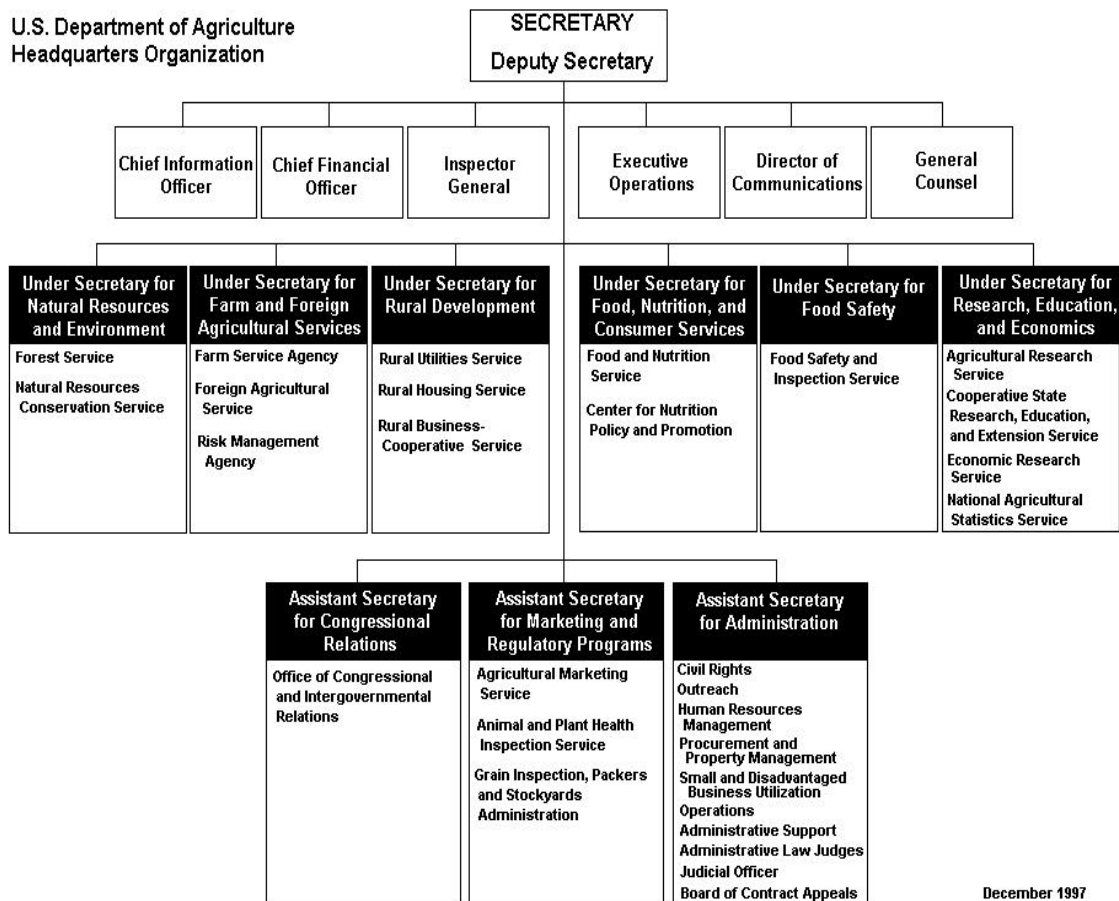 U.S. Department of Agriculture
Headquarters Organization
SECRETARY
Deputy Secretary
Chief Information
Officer
Chief Financial
Officer
Inspector
General
Executive
Operations
Director of
Communications
General
Counsel
Under Secretary for
Natural Resources
and Environment
Forest Service
Natural Resources
Conservation Service
Under Secretary for
Farm and Foreign
Agricultural Services
Farm Service Agency
Foreign Agricultural
Service
Risk Management
Agency
Under Secretary for
Rural Development
Rural Utilities Service
Rural Housing Service
Rural Business-
Cooperative Service
Under Secretary for
Food, Nutrition, and
Consumer Services
Food and Nutrition
Service
Center for Nutrition
Policy and Promotion
Under Secretary for
Food Safety
Food Safety and
Inspection Service
Under Secretary for
Research, Education,
and Economics
Agricultural Research
Service
Cooperative State
Research, Education,
and Extension Service
Economic Research
Service
National Agricultural
Statistics Service
Assistant Secretary
for Congressional
Relations
Office of Congressional
and Intergovernmental
Relations
Assistant Secretary
for Marketing and
Regulatory Programs
Agricultural Marketing
Service
Animal and Plant Health
Inspection Service
Grain Inspection, Packers
and Stockyards
Administration
Assistant Secretary
for Administration
Civil Rights
Outreach
Human Resources
Management
Procurement and
Property Management
Small and Disadvantaged
Business Utilization
Operations
Administrative Support
Administrative Law Judges
Judicial Officer
Board of Contract Appeals
December 1997